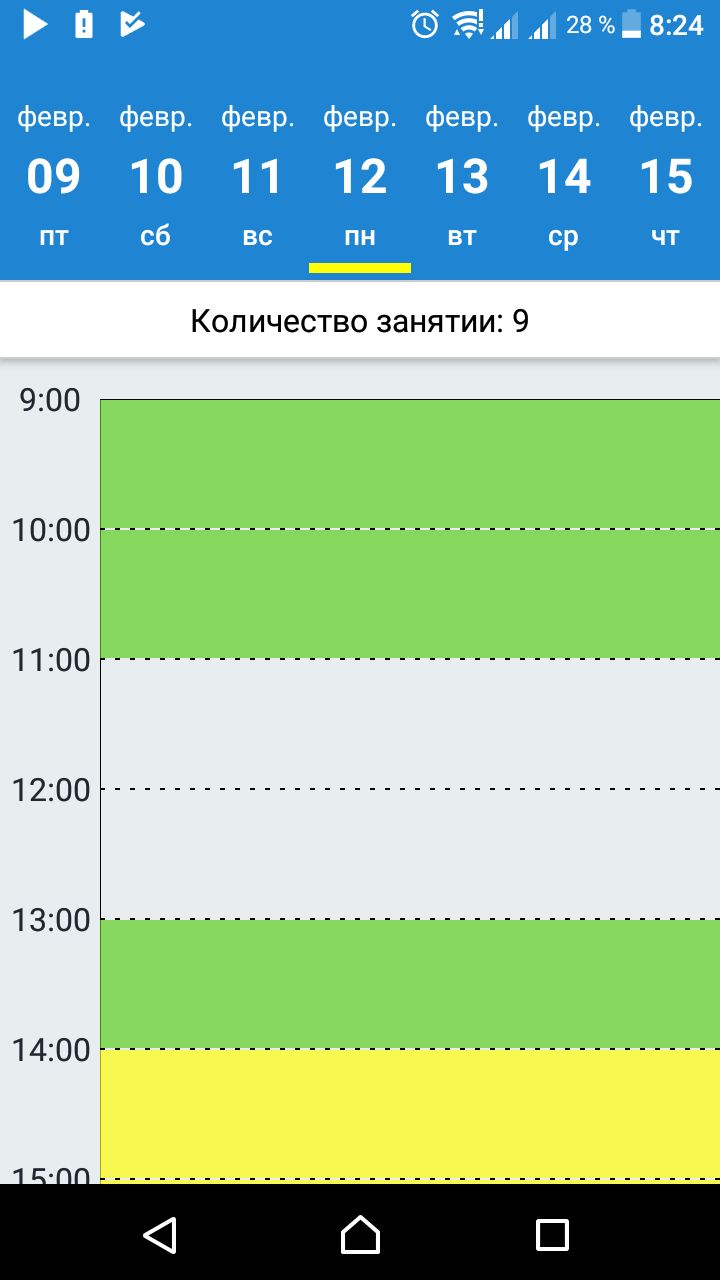 28 % 8:24
февр. февр. февр. февр. февр. февр. февр.
09 10 11 12 13 14 15
пт сб вс пн вт ср чт
Количество занятии: 9
9:00
10:00
11:00
12:00
13:00
14:00
15:00